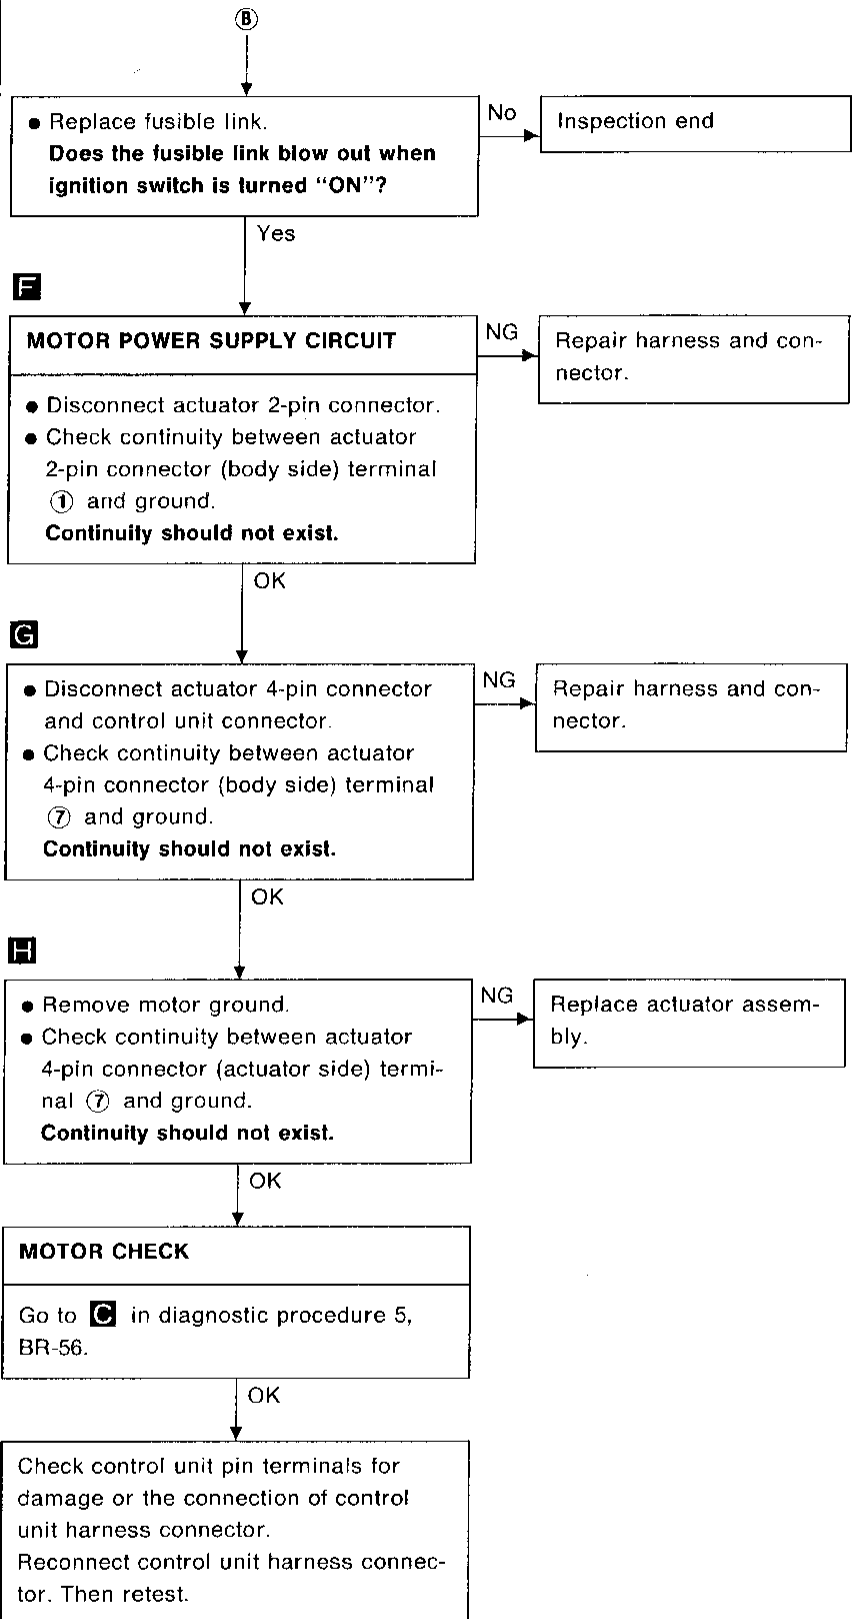 B
● Replace fusible link.
Does the fusible link blow out when
ignition switch is turned “ON”?
No
Inspection end
Yes
F
MOTOR POWER SUPPLY CIRCUIT
● Disconnect actuator 2-pin connector.
● Check continuity between actuator
2-pin connector (body side) terminal
① and ground.
Continuity should not exist.
NG
Repair harness and con-
nector.
OK
G
● Disconnect actuator 4-pin connector
and control unit connector.
● Check continuity between actuator
4-pin connector (body side) terminal
⑦ and ground.
Continuity should not exist.
NG
Repair harness and con-
nector.
OK
H
● Remove motor ground.
● Check continuity between actuator
4-pin connector (actuator side) termi-
nal ⑦ and ground.
Continuity should not exist.
NG
Replace actuator assem-
bly.
OK
MOTOR CHECK
Go to C in diagnostic procedure 5,
BR-56.
OK
Check control unit pin terminals for
damage or the connection of control
unit harness connector.
Reconnect control unit harness connec-
tor. Then retest.